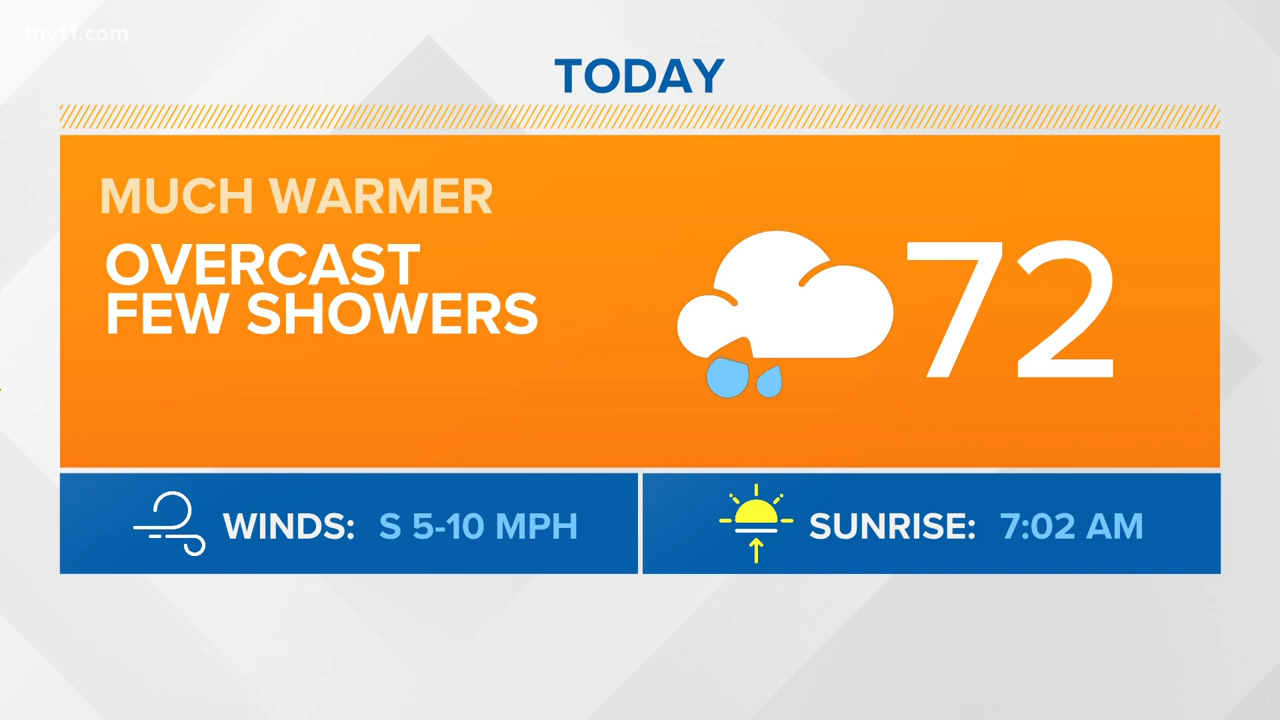 thv11.com
TODAY
MUCH WARMER
OVERCAST
FEW SHOWERS
72
WINDS: S 5-10 MPH
SUNRISE: 7:02 AM